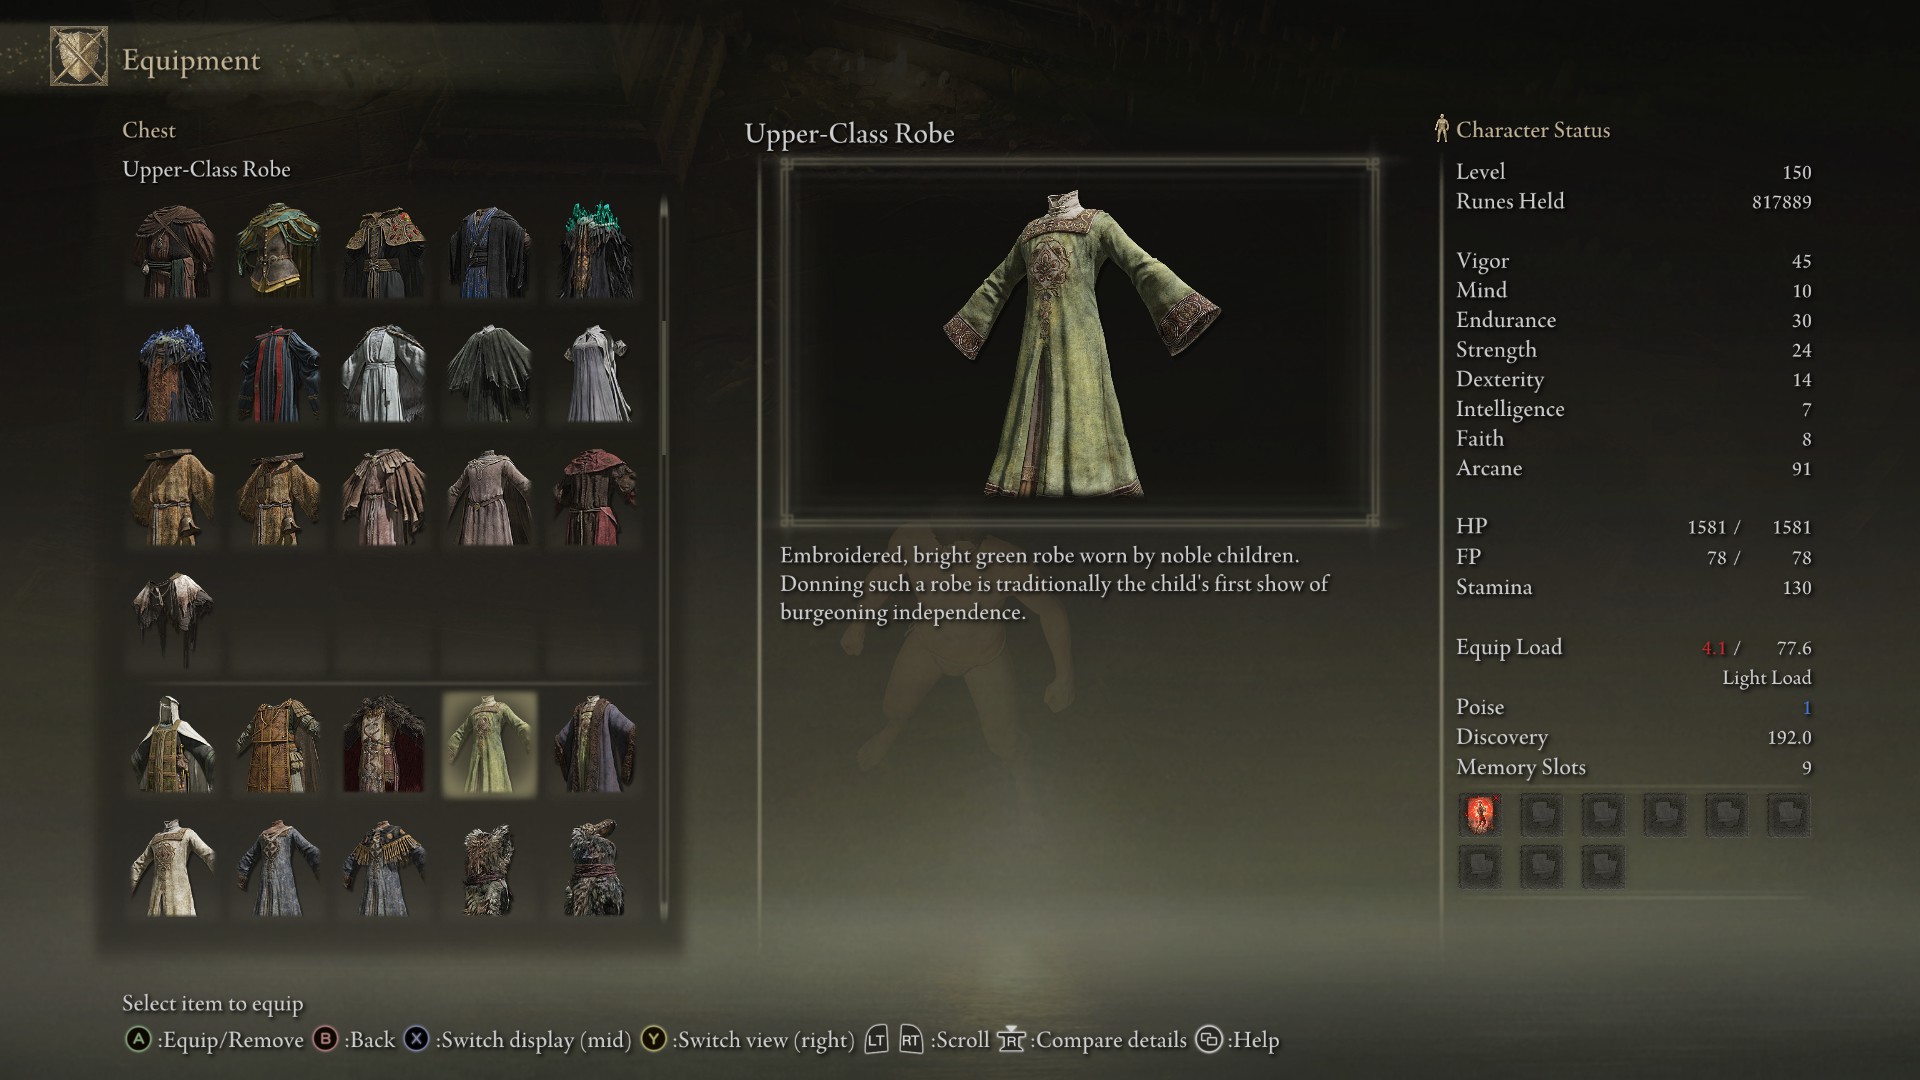 Equipment
Chest
Upper-Class Robe
Upper-Class Robe
Embroidered, bright green robe worn by noble children.
Donning such a robe is traditionally the child's first show of
burgeoning independence.
Character Status
Level 150
Runes Held 817889
Vigor 45
Mind 10
Endurance 30
Strength 24
Dexterity 14
Intelligence 7
Faith 8
Arcane 91
HP 1581 / 1581
FP 78 / 78
Stamina 130
Equip Load 4.1 / 77.6
Light Load
Poise 1
Discovery 192.0
Memory Slots 9
Select item to equip
A :Equip/Remove B :Back X :Switch display (mid) Y :Switch view (right) LT RT :Scroll R :Compare details :Help